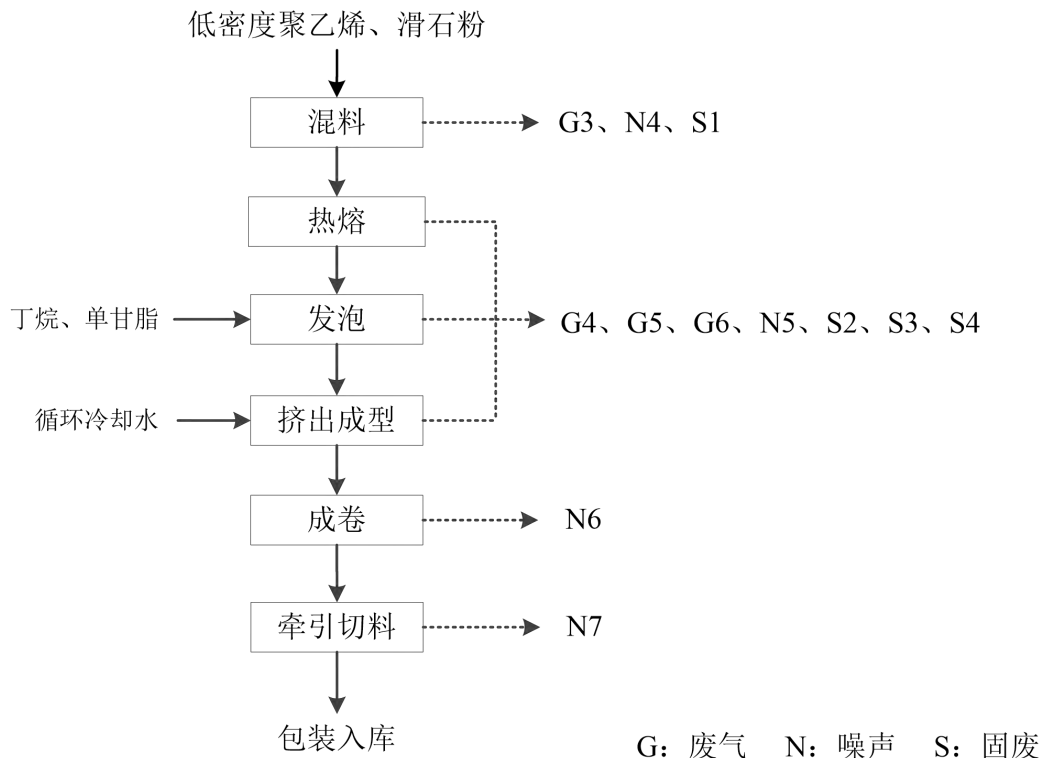 低密度聚乙烯、滑石粉
混料
G3、N4、S1
热熔
丁烷、单甘脂
发泡
G4、G5、G6、N5、S2、S3、S4
循环冷却水
挤出成型
成卷
N6
牵引切料
N7
包装入库
G：废气 N：噪声 S：固废